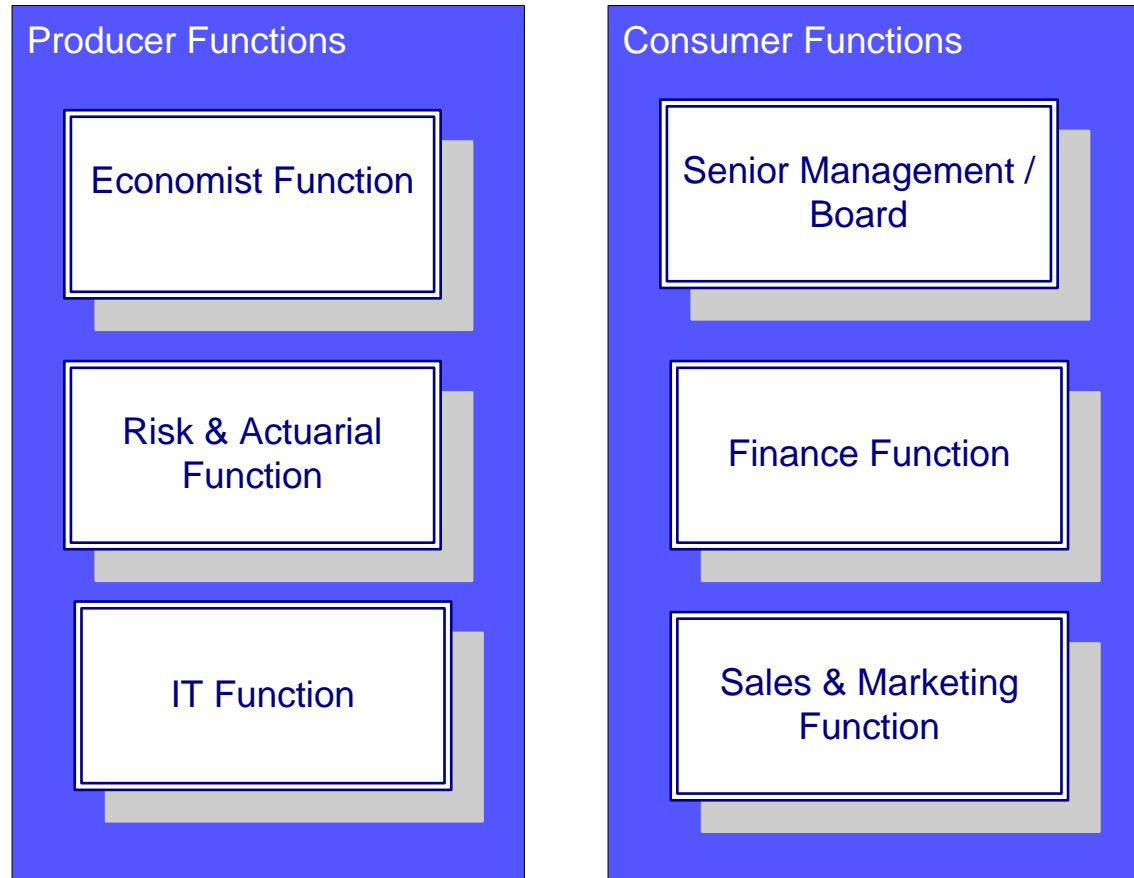 Producer Functions
Economist Function
Risk & Actuarial
Function
IT Function
Consumer Functions
Senior Management /
Board
Finance Function
Sales & Marketing
Function